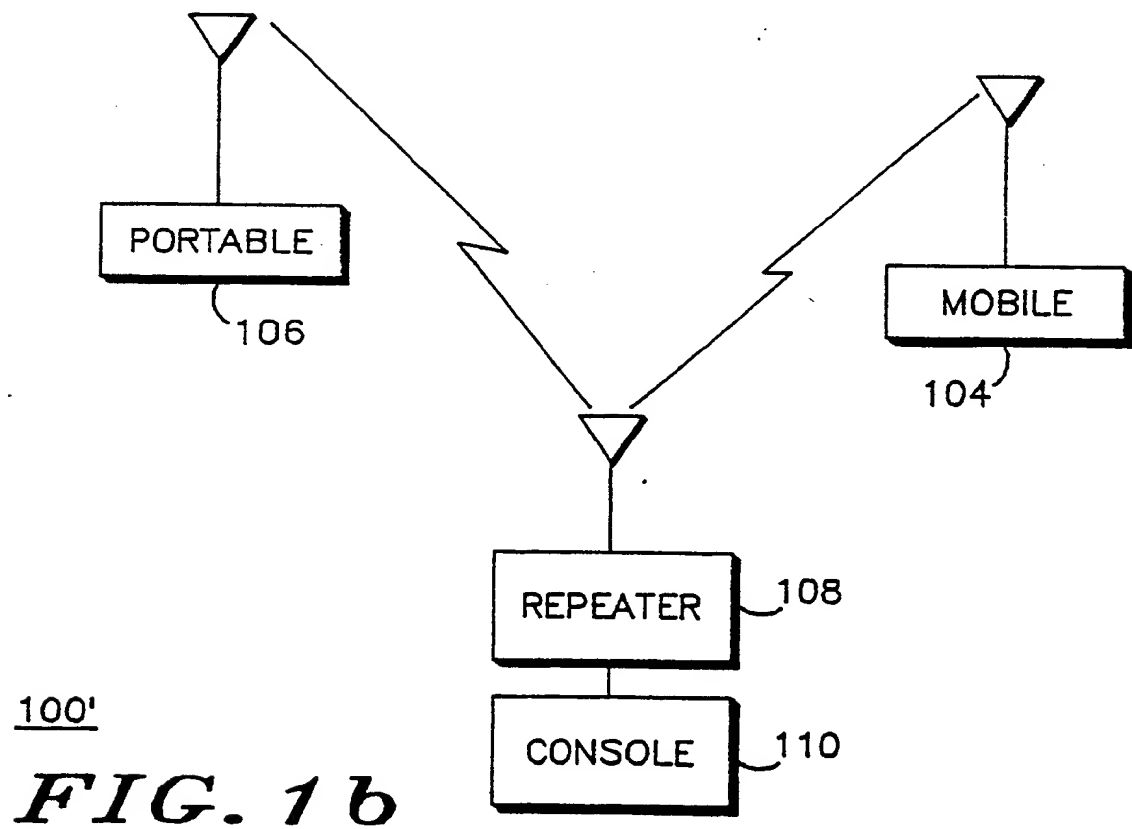 PORTABLE
106
MOBILE
104
REPEATER
108
CONSOLE
110
100'
FIG. 1b